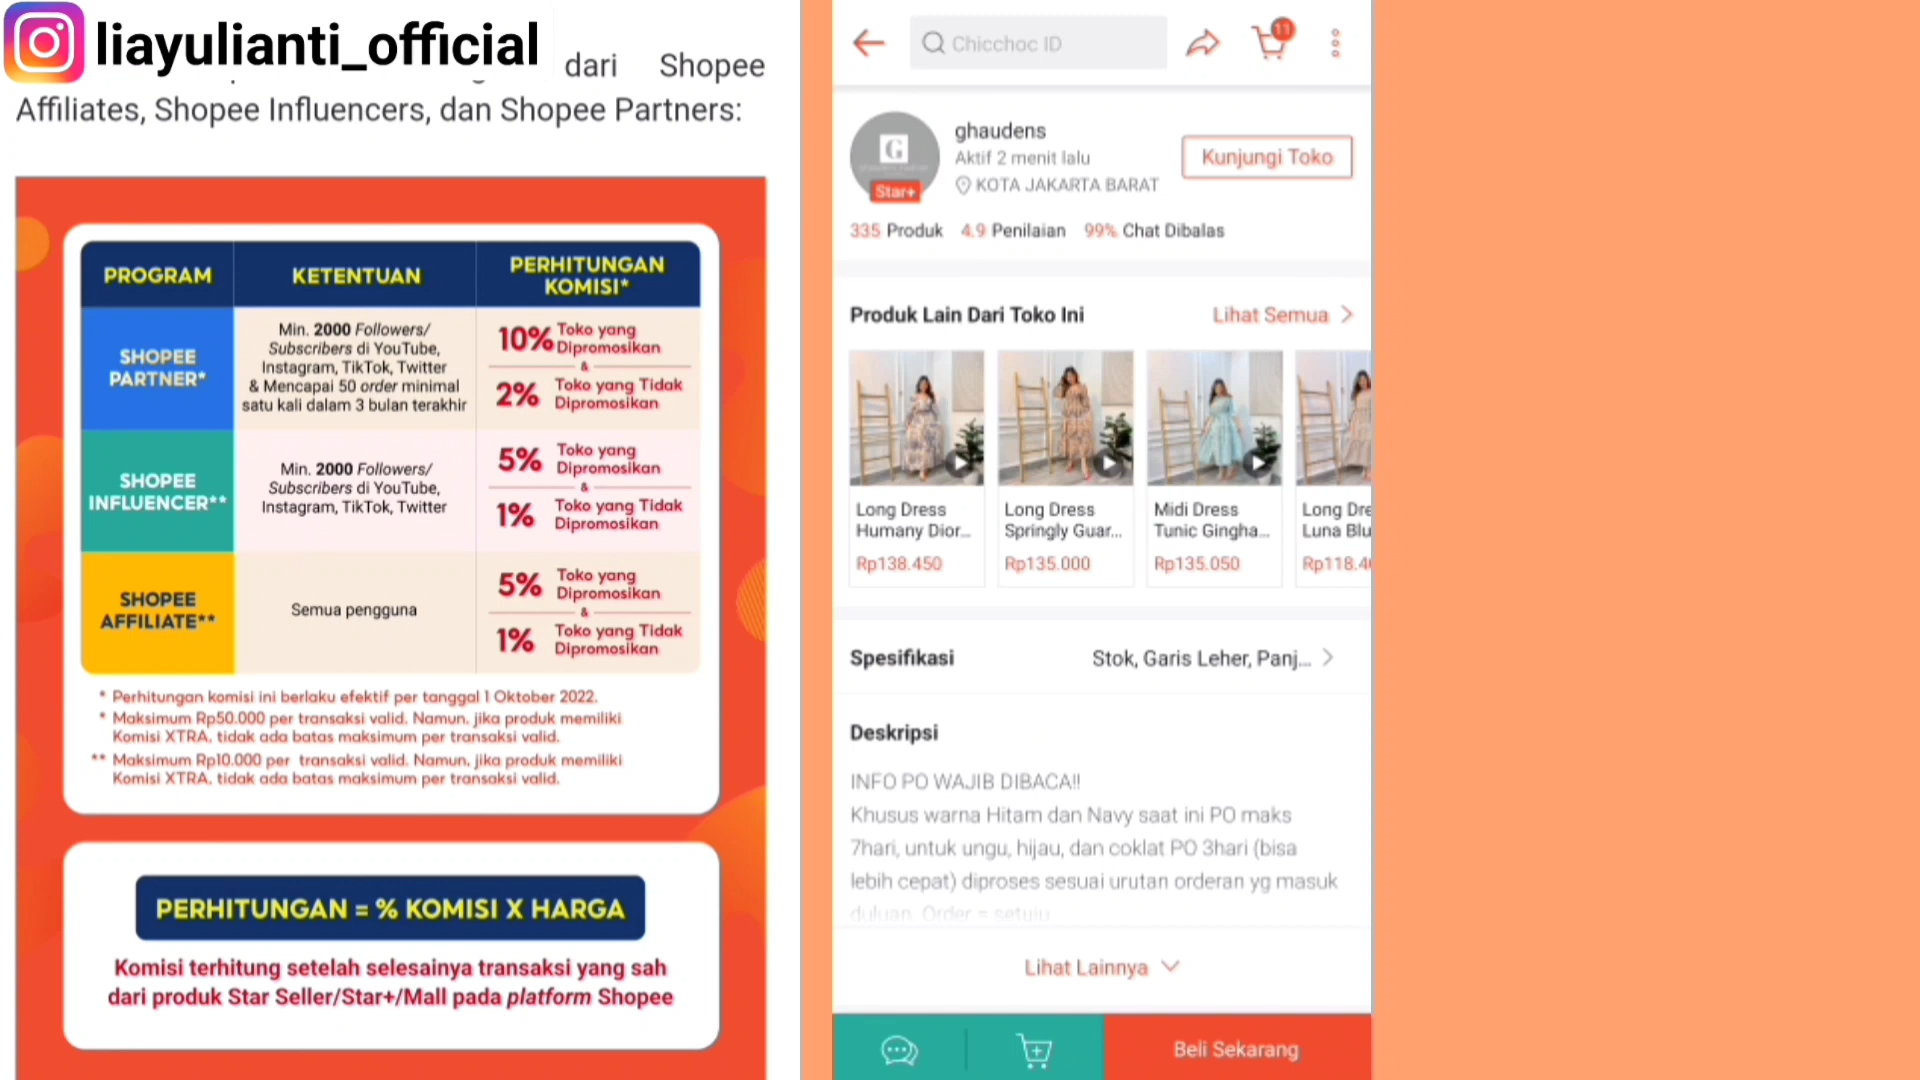 liayulianti_official
dari Shopee
Affiliates, Shopee Influencers, dan Shopee Partners:
PROGRAM
KETENTUAN
PERHITUNGAN
KOMISI*
SHOPEE
PARTNER*
Min. 2000 Followers/
Subscribers di YouTube,
Instagram, TikTok, Twitter
& Mencapai 50 order minimal
satu kali dalam 3 bulan terakhir
10% Toko yang
Dipromosikan
&
2% Toko yang Tidak
Dipromosikan
SHOPEE
INFLUENCER**
Min. 2000 Followers/
Subscribers di YouTube,
Instagram, TikTok, Twitter
5% Toko yang
Dipromosikan
&
1% Toko yang Tidak
Dipromosikan
SHOPEE
AFFILIATE**
Semua pengguna
5% Toko yang
Dipromosikan
&
1% Toko yang Tidak
Dipromosikan
* Perhitungan komisi ini berlaku efektif per tanggal 1 Oktober 2022.
* Maksimum Rp50.000 per transaksi valid. Namun, jika produk memiliki
Komisi XTRA, tidak ada batas maksimum per transaksi valid.
** Maksimum Rp10.000 per transaksi valid. Namun, jika produk memiliki
Komisi XTRA, tidak ada batas maksimum per transaksi valid.
PERHITUNGAN = % KOMISI X HARGA
Komisi terhitung setelah selesainya transaksi yang sah
dari produk Star Seller/Star+/Mall pada platform Shopee
Chicchoc ID
11
G
Star+
ghaudens
Aktif 2 menit lalu
KOTA JAKARTA BARAT
Kunjungi Toko
335 Produk 4.9 Penilaian 99% Chat Dibalas
Produk Lain Dari Toko Ini
Lihat Semua
Long Dress
Humany Dior...
Rp138.450
Long Dress
Springly Guar...
Rp135.000
Midi Dress
Tunic Gingha...
Rp135.050
Long Dre
Luna Blu
Rp118.4
Spesifikasi
Stok, Garis Leher, Panj...
Deskripsi
INFO PO WAJIB DIBACA!!
Khusus warna Hitam dan Navy saat ini PO maks
7hari, untuk ungu, hijau, dan coklat PO 3hari (bisa
lebih cepat) diproses sesuai urutan orderan yg masuk
duluan. Order = setuju
Lihat Lainnya
Beli Sekarang